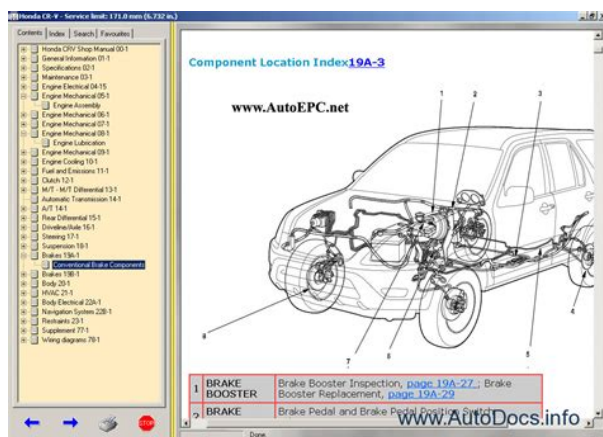 Honda CR-V - Service limit: 171.0 mm (6.732 in.)
Contents Index Search Favourites
Honda CRV Shop Manual 00-1
General Information 01-1
Specifications 02-1
Maintenance 03-1
Engine Electrical 04-15
Engine Mechanical 05-1
Engine Assembly
Engine Mechanical 06-1
Engine Mechanical 07-1
Engine Mechanical 08-1
Engine Lubrication
Engine Mechanical 09-1
Engine Cooling 10-1
Fuel and Emissions 11-1
Clutch 12-1
M/T - M/T Differential 13-1
Automatic Transmission 14-1
A/T 14-1
Rear Differential 15-1
Driveline/Axle 16-1
Steering 17-1
Suspension 18-1
Brakes 19A-1
Conventional Brake Components
Brakes 19B-1
Body 20-1
HVAC 21-1
Body Electrical 22A-1
Navigation System 22B-1
Restraints 23-1
Supplement 77-1
Wiring diagrams 78-1
STOP
Component Location Index19A-3
www.AutoEPC.net
1 2 3
4
5
6
7
8
1 BRAKE BOOSTER Brake Booster Inspection, page 19A-27 ; Brake
Booster Replacement, page 19A-29
2 BRAKE Brake Pedal and Brake Pedal Position Switch
www.AutoDocs.info
Done